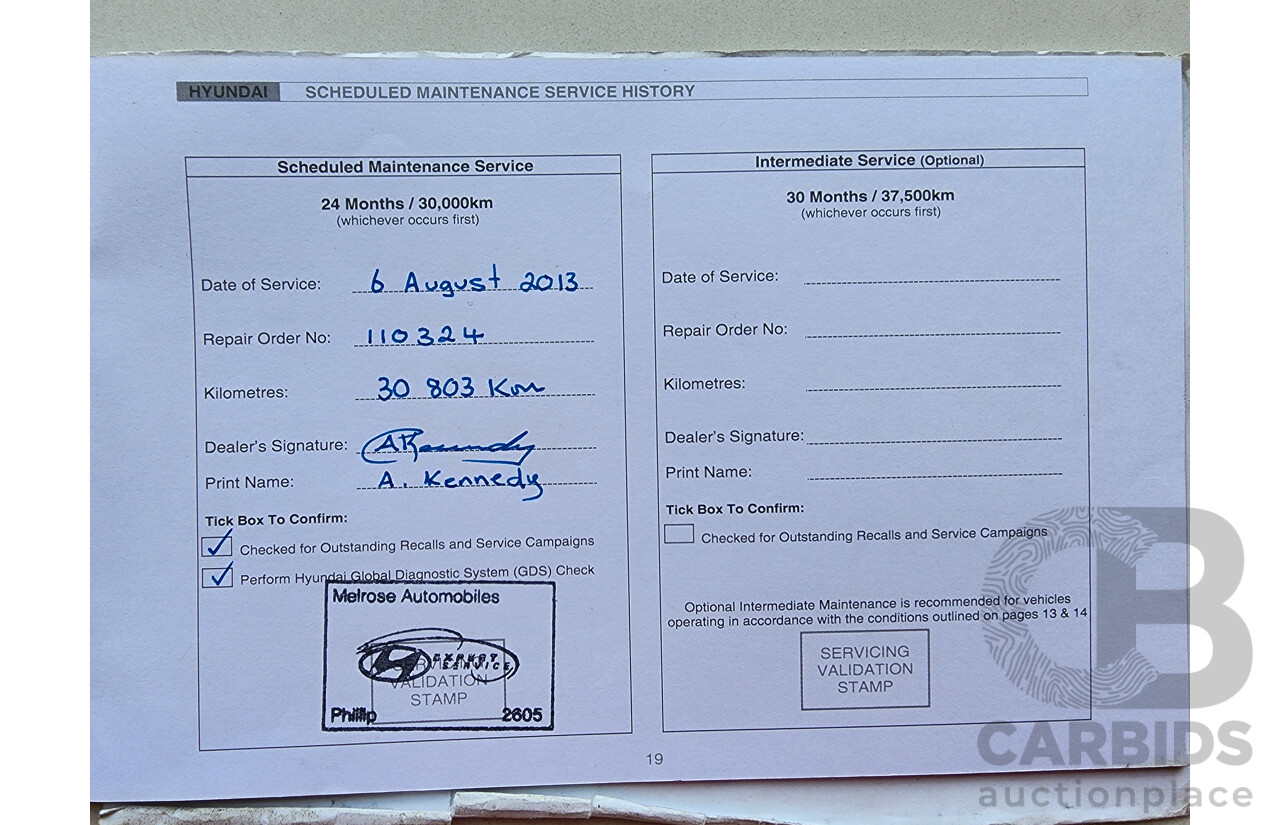 HYUNDAI SCHEDULED MAINTENANCE SERVICE HISTORY
Scheduled Maintenance Service
24 Months / 30,000km
(whichever occurs first)
Date of Service: 6 August 2013
Repair Order No: 110324
Kilometres: 30 803 Km
Dealer's Signature:
Print Name: A. Kennedy
Tick Box To Confirm:
Checked for Outstanding Recalls and Service Campaigns
Perform Hyundai Global Diagnostic System (GDS) Check
Melrose Automobiles
EXPERT
SERVICE
SERVICING
VALIDATION
STAMP
Phillip 2605
Intermediate Service (Optional)
30 Months / 37,500km
(whichever occurs first)
Date of Service:
Repair Order No:
Kilometres:
Dealer's Signature:
Print Name:
Tick Box To Confirm:
Checked for Outstanding Recalls and Service Campaigns
Optional Intermediate Maintenance is recommended for vehicles
operating in accordance with the conditions outlined on pages 13 & 14
SERVICING
VALIDATION
STAMP
19
CB
CARBIDS
auctionplace